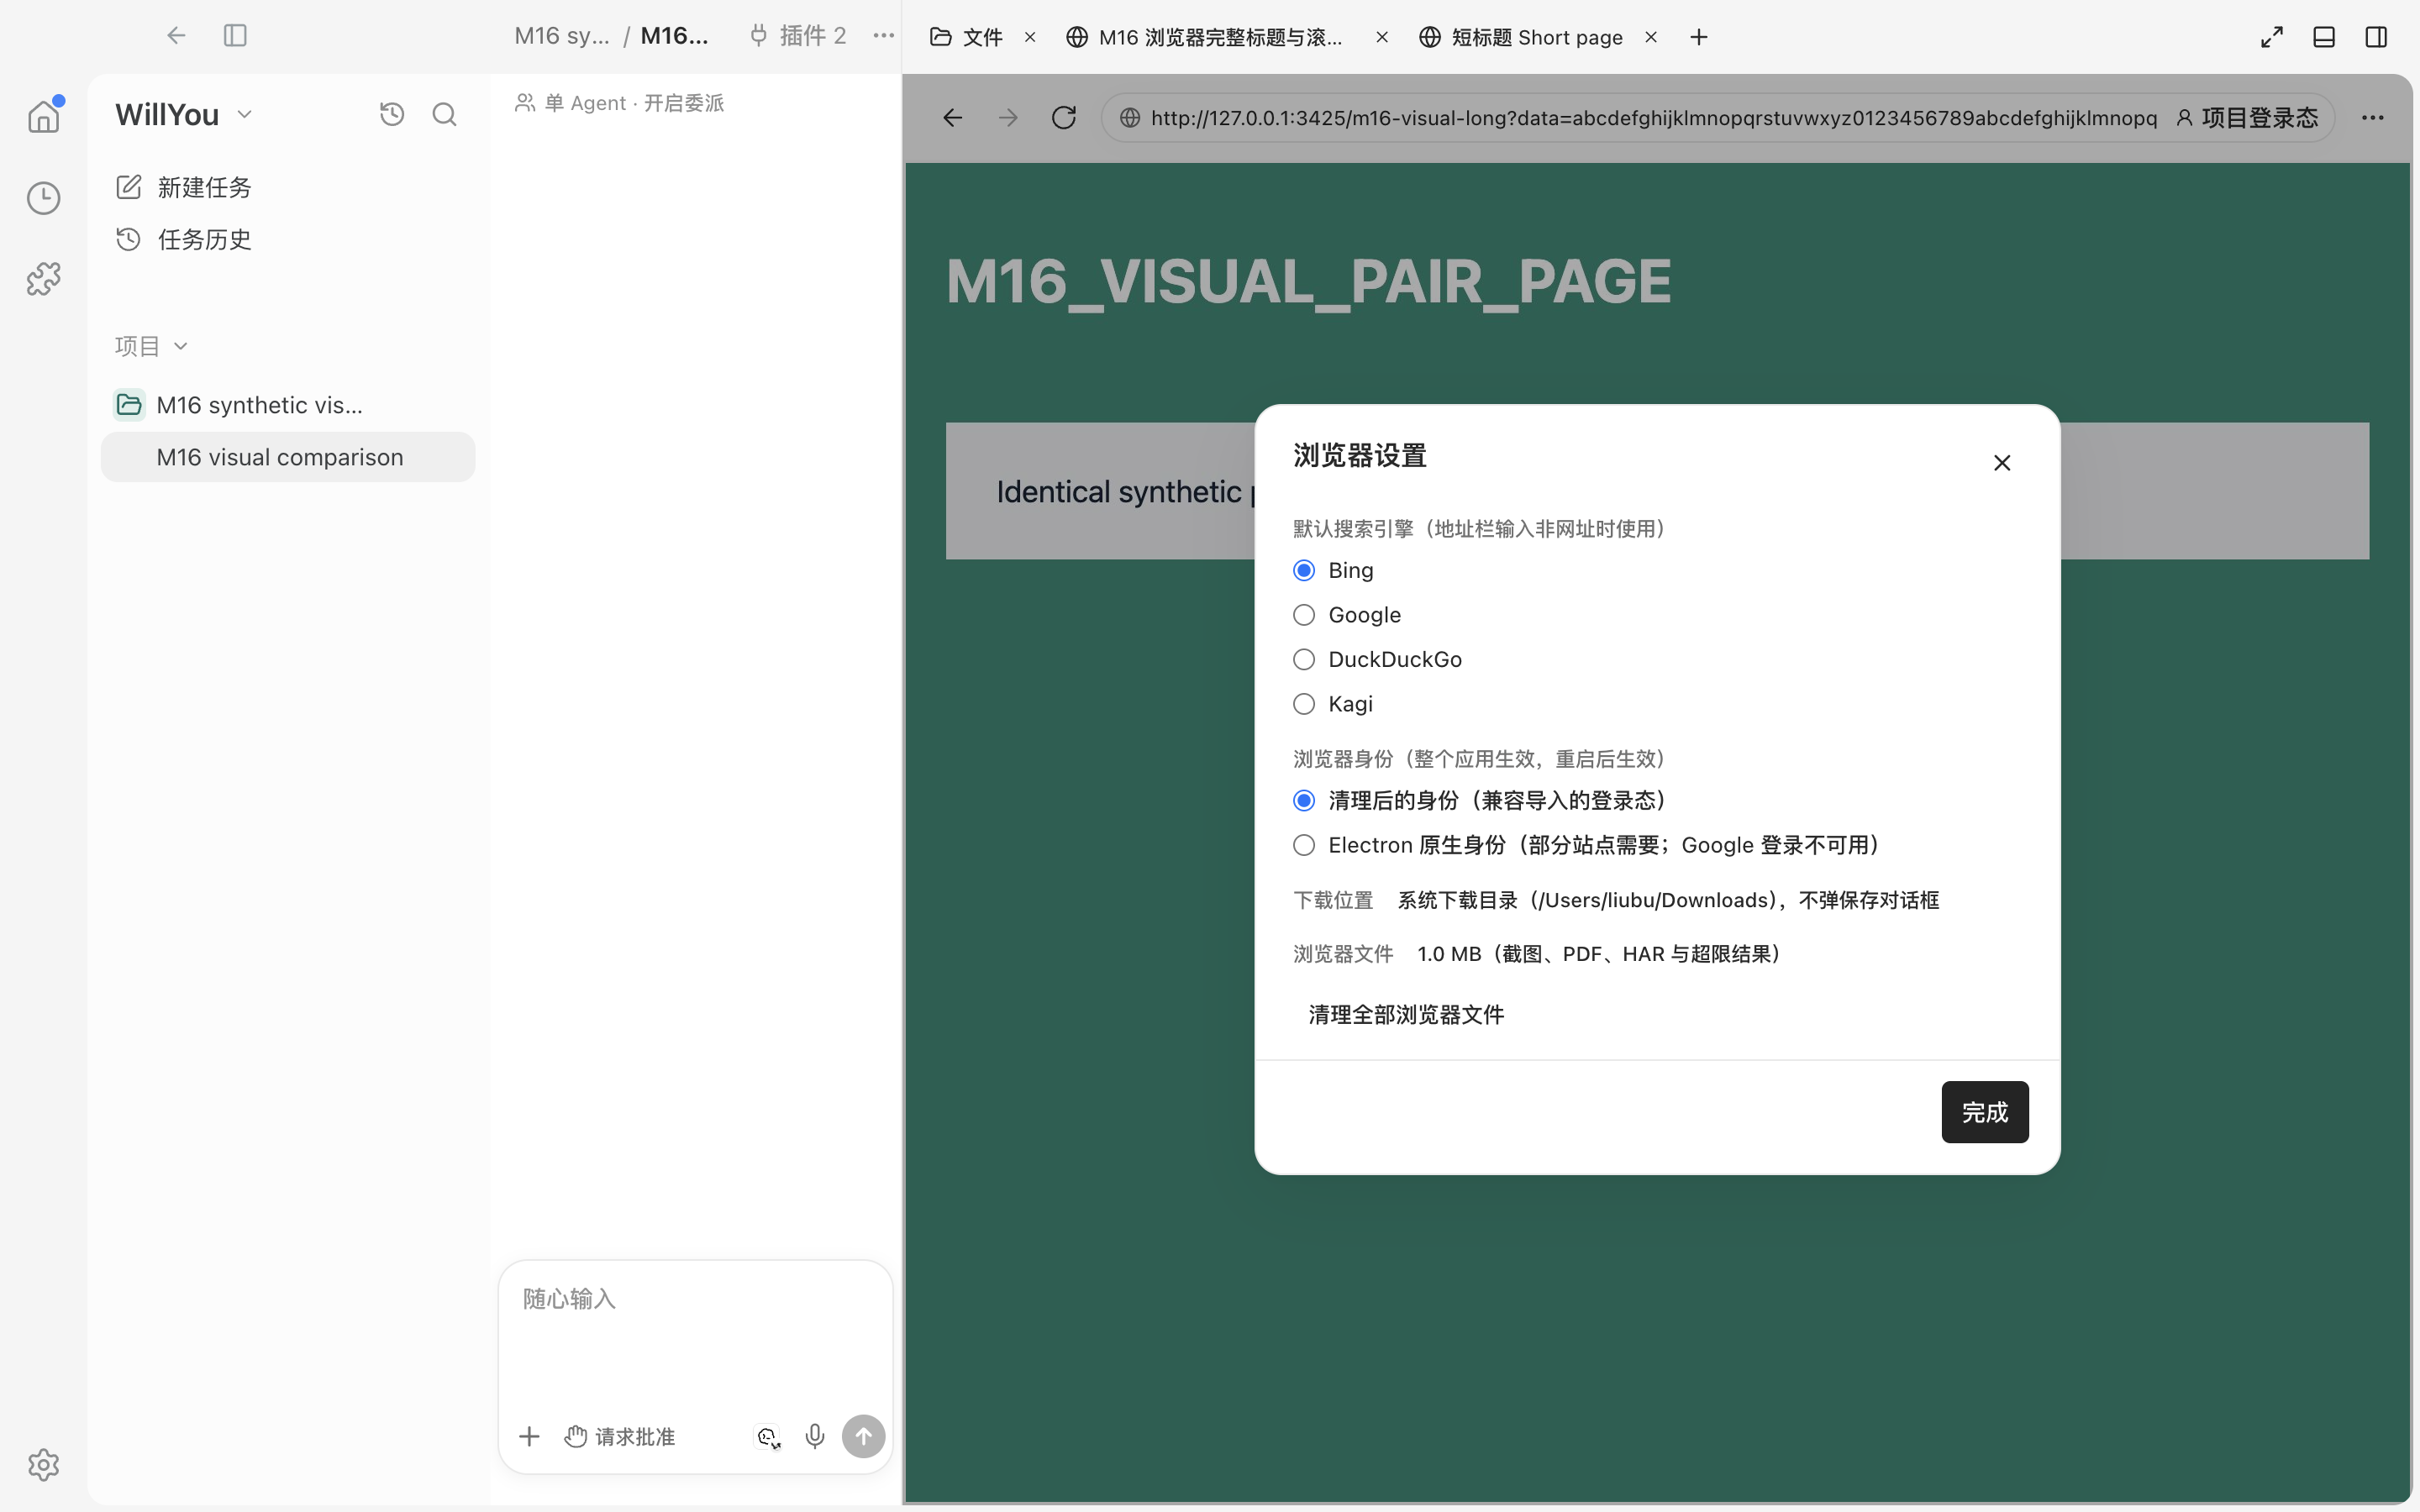 M16 sy... / M16... 插件 2
文件
M16 浏览器完整标题与滚...
短标题 Short page
WillYou
新建任务
任务历史
项目
M16 synthetic vis...
M16 visual comparison
单 Agent · 开启委派
随心输入
请求批准
http://127.0.0.1:3425/m16-visual-long?data=abcdefghijklmnopqrstuvwxyz0123456789abcdefghijklmnopq
项目登录态
M16_VISUAL_PAIR_PAGE
Identical synthetic
浏览器设置
默认搜索引擎（地址栏输入非网址时使用）
Bing
Google
DuckDuckGo
Kagi
浏览器身份（整个应用生效，重启后生效）
清理后的身份（兼容导入的登录态）
Electron 原生身份（部分站点需要；Google 登录不可用）
下载位置 系统下载目录（/Users/liubu/Downloads），不弹保存对话框
浏览器文件 1.0 MB（截图、PDF、HAR 与超限结果）
清理全部浏览器文件
完成